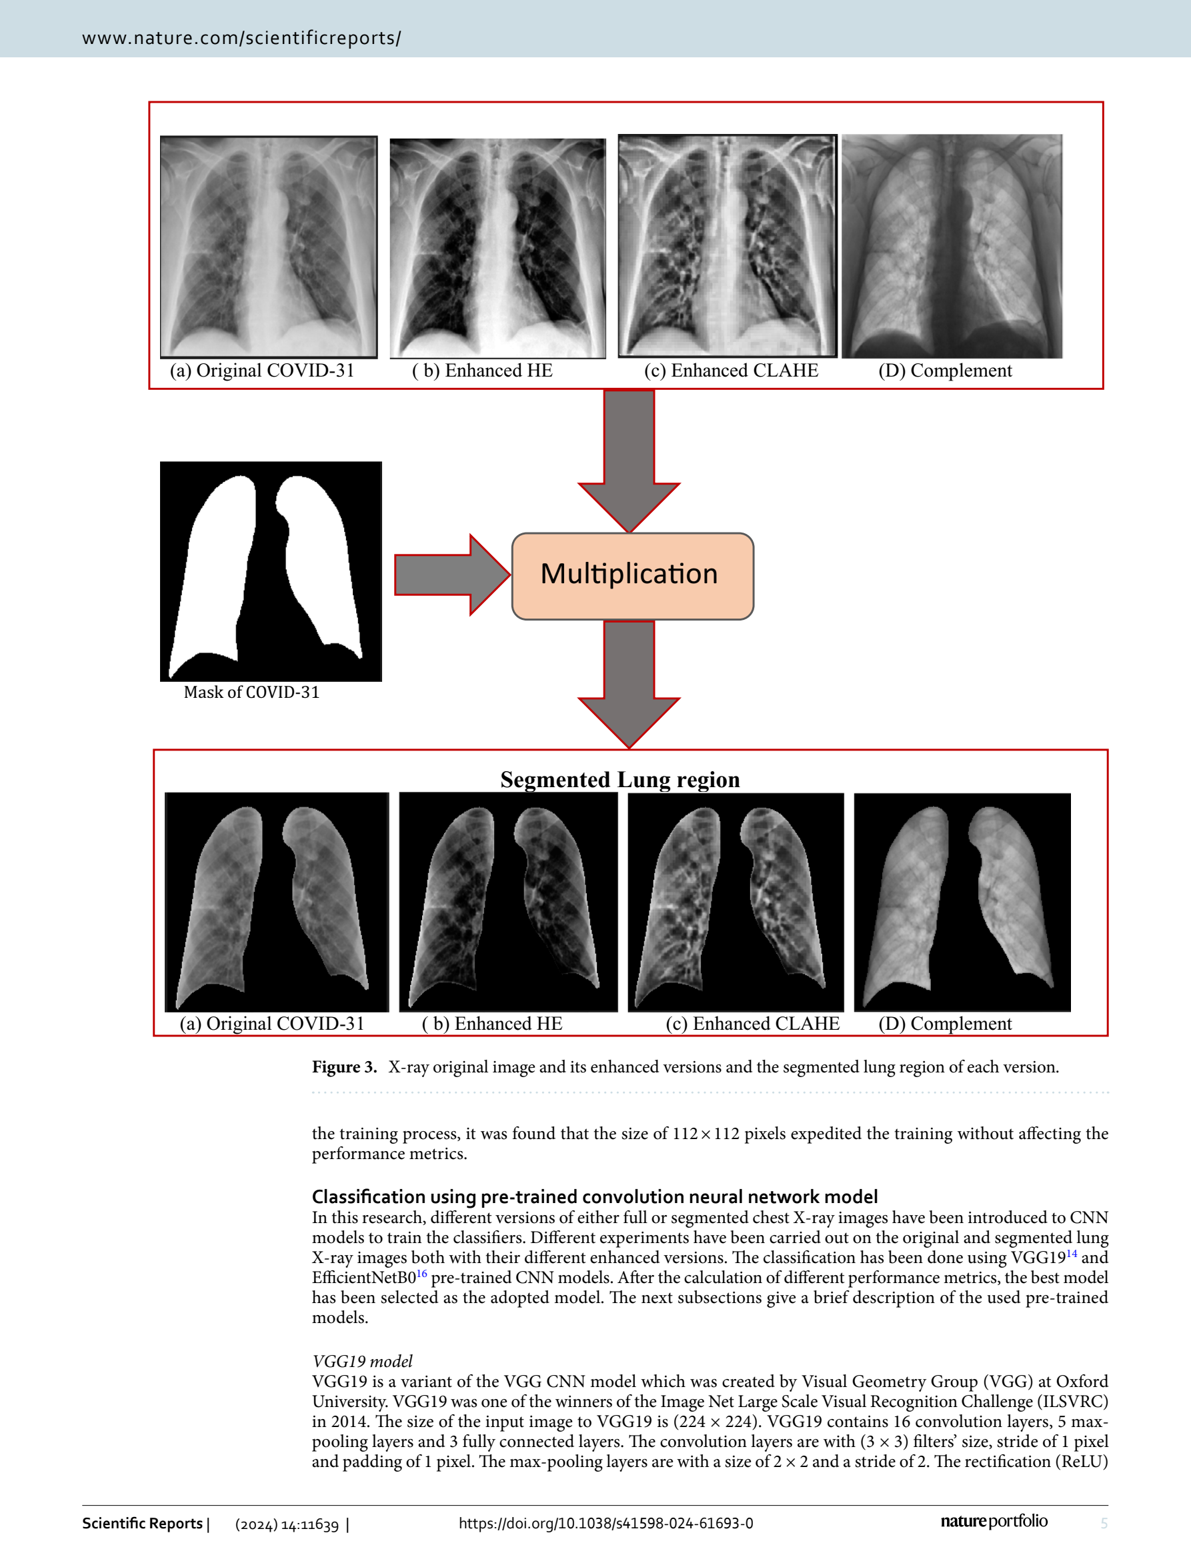 www.nature.com/scientificreports/
(a) Original COVID-31
( b) Enhanced HE
(c) Enhanced CLAHE
(D) Complement
Multiplication
Mask of COVID-31
Segmented Lung region
(a) Original COVID-31
( b) Enhanced HE
(c) Enhanced CLAHE
(D) Complement
Figure 3. X-ray original image and its enhanced versions and the segmented lung region of each version.
the training process, it was found that the size of 112 × 112 pixels expedited the training without affecting the
performance metrics.
Classification using pre-trained convolution neural network model
In this research, different versions of either full or segmented chest X-ray images have been introduced to CNN
models to train the classifiers. Different experiments have been carried out on the original and segmented lung
X-ray images both with their different enhanced versions. The classification has been done using VGG19¹⁴ and
EfficientNetB0¹⁶ pre-trained CNN models. After the calculation of different performance metrics, the best model
has been selected as the adopted model. The next subsections give a brief description of the used pre-trained
models.
VGG19 model
VGG19 is a variant of the VGG CNN model which was created by Visual Geometry Group (VGG) at Oxford
University. VGG19 was one of the winners of the Image Net Large Scale Visual Recognition Challenge (ILSVRC)
in 2014. The size of the input image to VGG19 is (224 × 224). VGG19 contains 16 convolution layers, 5 max-
pooling layers and 3 fully connected layers. The convolution layers are with (3 × 3) filters' size, stride of 1 pixel
and padding of 1 pixel. The max-pooling layers are with a size of 2 × 2 and a stride of 2. The rectification (ReLU)
Scientific Reports | (2024) 14:11639 | https://doi.org/10.1038/s41598-024-61693-0 nature portfolio 5